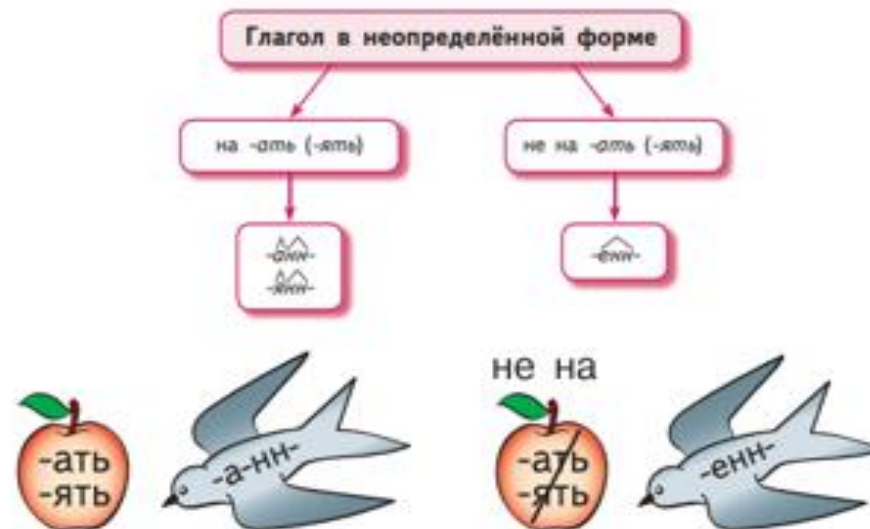 Глагол в неопределённой форме
на -ать (-ять)
не на -ать (-ять)
-анн-
-янн-
-енн-
не на
-ать
-ять
-а-нн-
-ать
-ять
-енн-